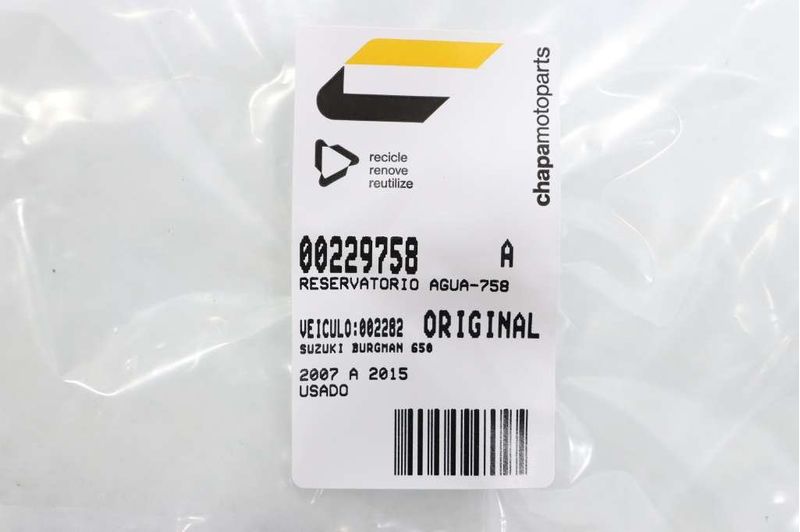 chapamotoparts
recicle
renove
reutilize
00229758 A
RESERVATORIO AGUA-758
VEICULO:002282 ORIGINAL
SUZUKI BURGMAN 650
2007 A 2015
USADO